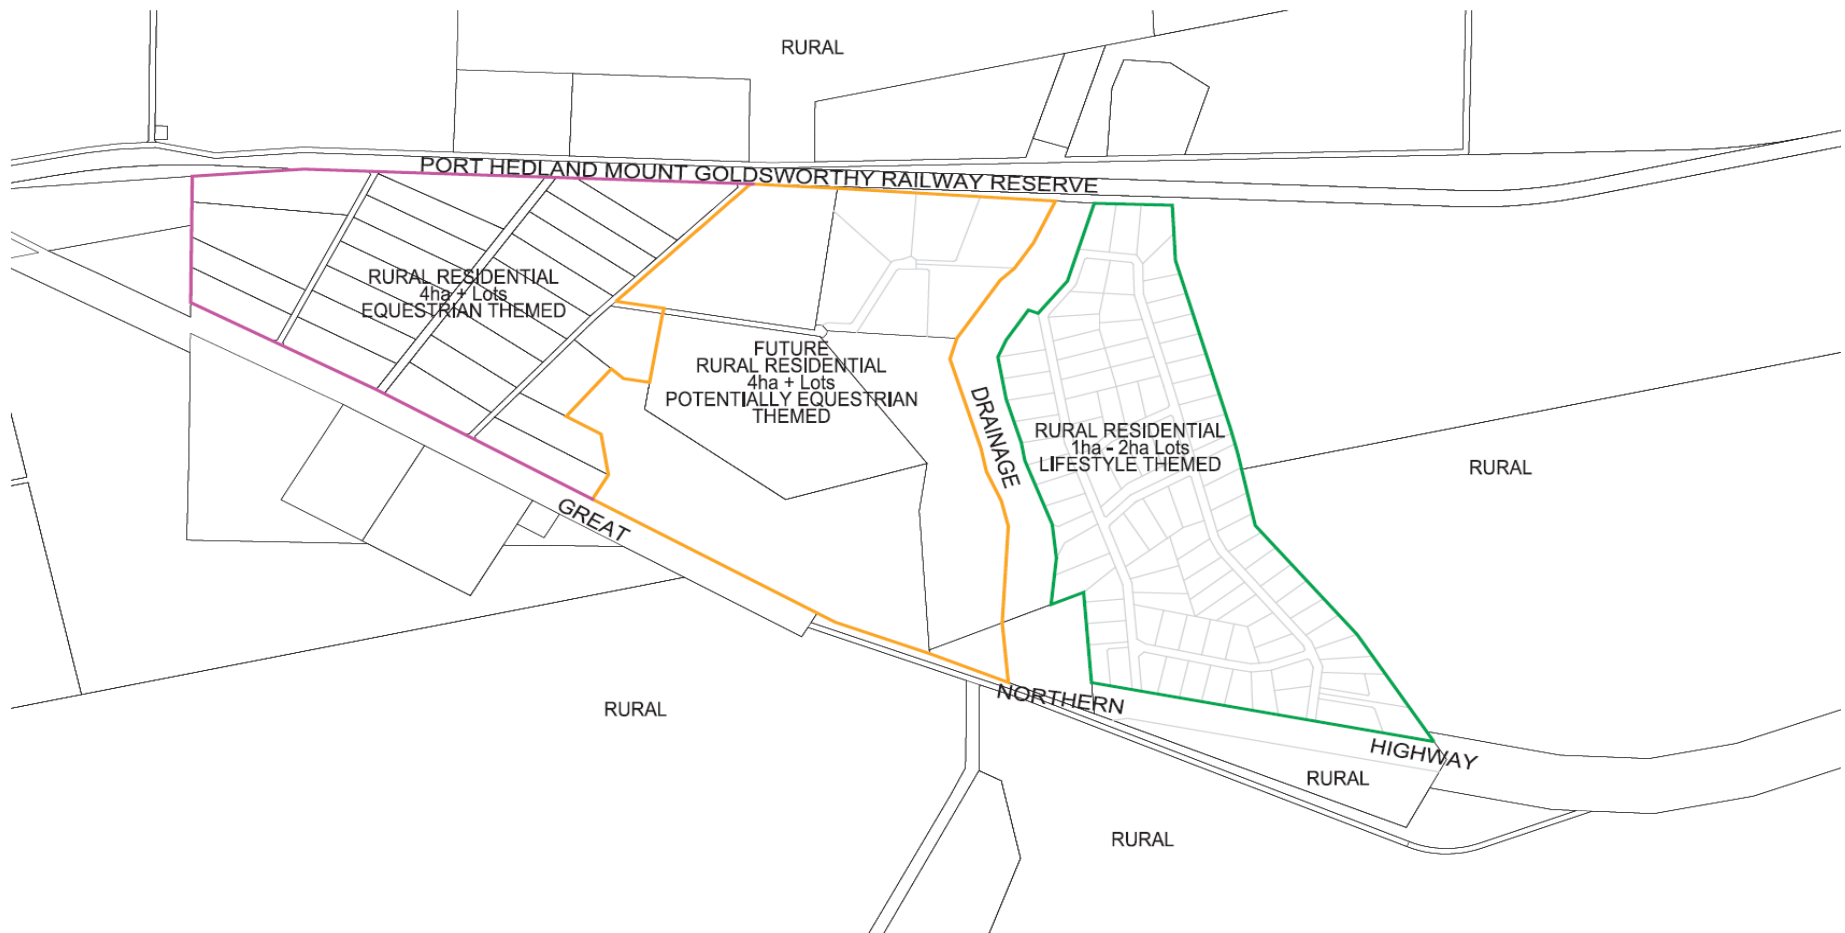 RURAL
PORT HEDLAND MOUNT GOLDSWORTHY RAILWAY RESERVE
RURAL RESIDENTIAL
4ha + Lots
EQUESTRIAN THEMED
FUTURE
RURAL RESIDENTIAL
4ha + Lots
POTENTIALLY EQUESTRIAN
THEMED
DRAINAGE
RURAL RESIDENTIAL
1ha - 2ha Lots
LIFESTYLE THEMED
RURAL
GREAT
NORTHERN
HIGHWAY
RURAL
RURAL
RURAL